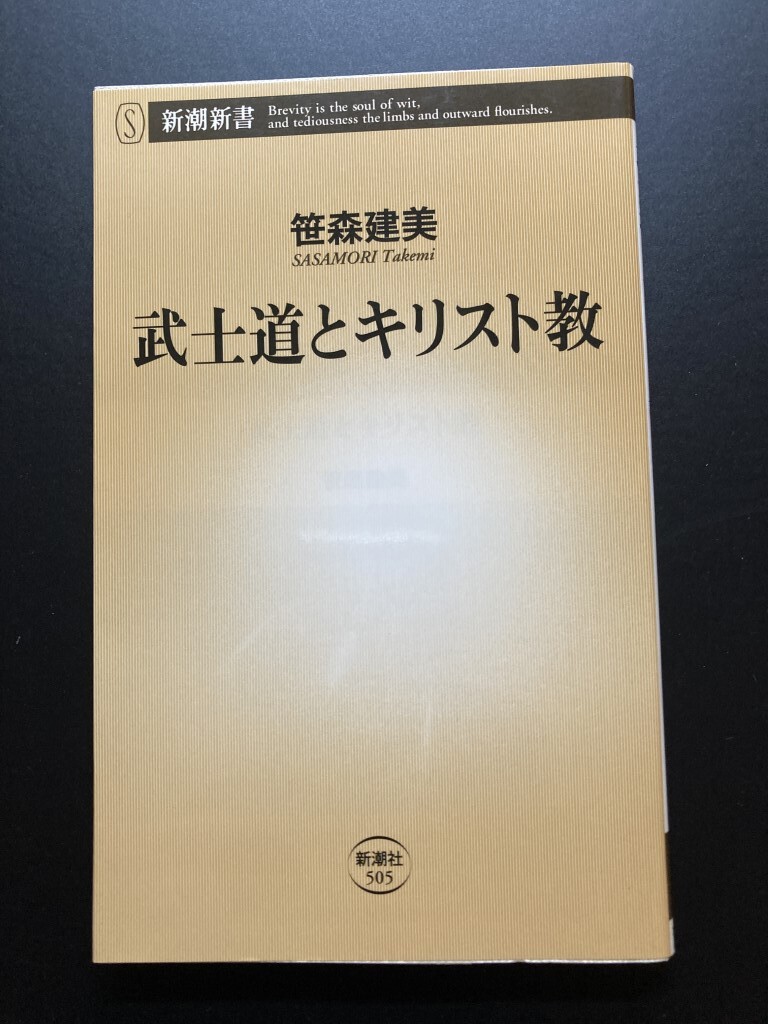 S
新潮新書
Brevity is the soul of wit,
and tediousness the limbs and outward flourishes.
笹森建美
SASAMORI Takemi
武士道とキリスト教
新潮社
505